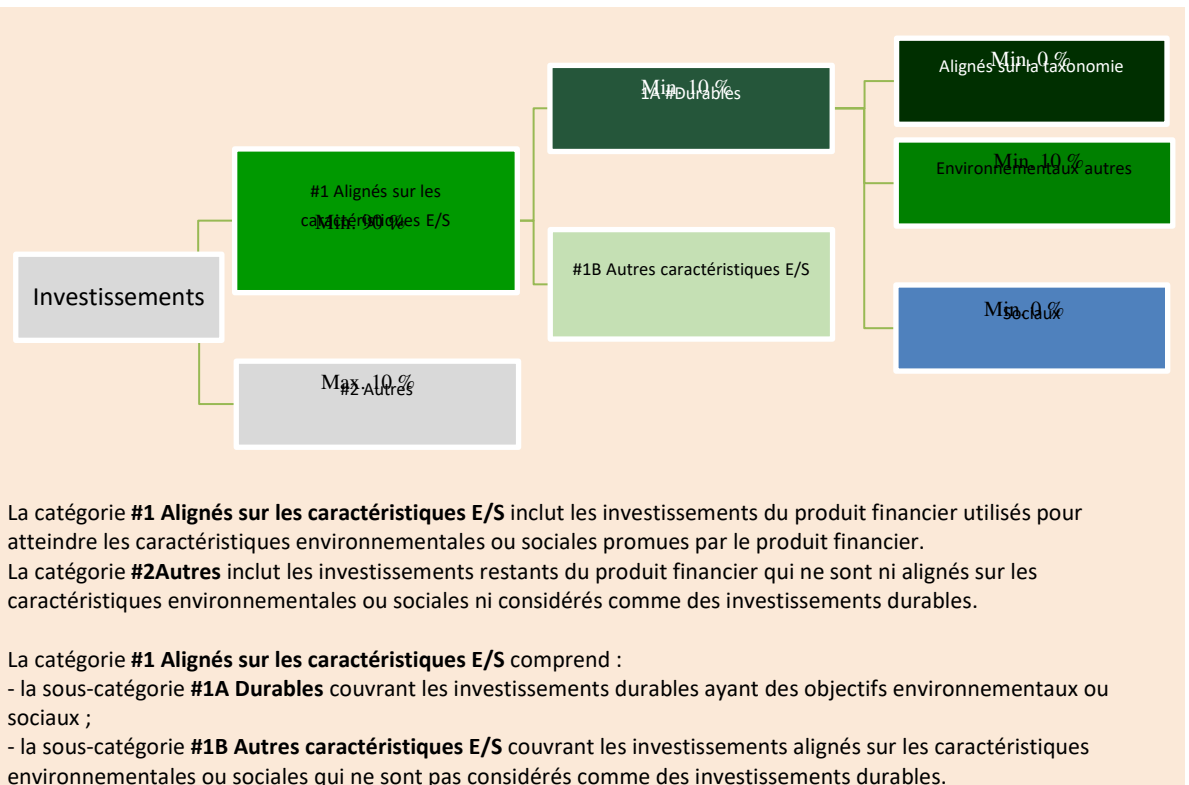 Investissements
#1 Alignés sur les
caractéristiques E/S
Min. 90 %
#2 Autres
Max. 10 %
1A #Durables
Min. 10 %
#1B Autres caractéristiques E/S
Alignés sur la taxonomie
Min. 0 %
Environnementaux autres
Min. 10 %
Sociaux
Min. 0 %
La catégorie #1 Alignés sur les caractéristiques E/S inclut les investissements du produit financier utilisés pour
atteindre les caractéristiques environnementales ou sociales promues par le produit financier.
La catégorie #2Autres inclut les investissements restants du produit financier qui ne sont ni alignés sur les
caractéristiques environnementales ou sociales ni considérés comme des investissements durables.
La catégorie #1 Alignés sur les caractéristiques E/S comprend :
- la sous-catégorie #1A Durables couvrant les investissements durables ayant des objectifs environnementaux ou
sociaux ;
- la sous-catégorie #1B Autres caractéristiques E/S couvrant les investissements alignés sur les caractéristiques
environnementales ou sociales qui ne sont pas considérés comme des investissements durables.